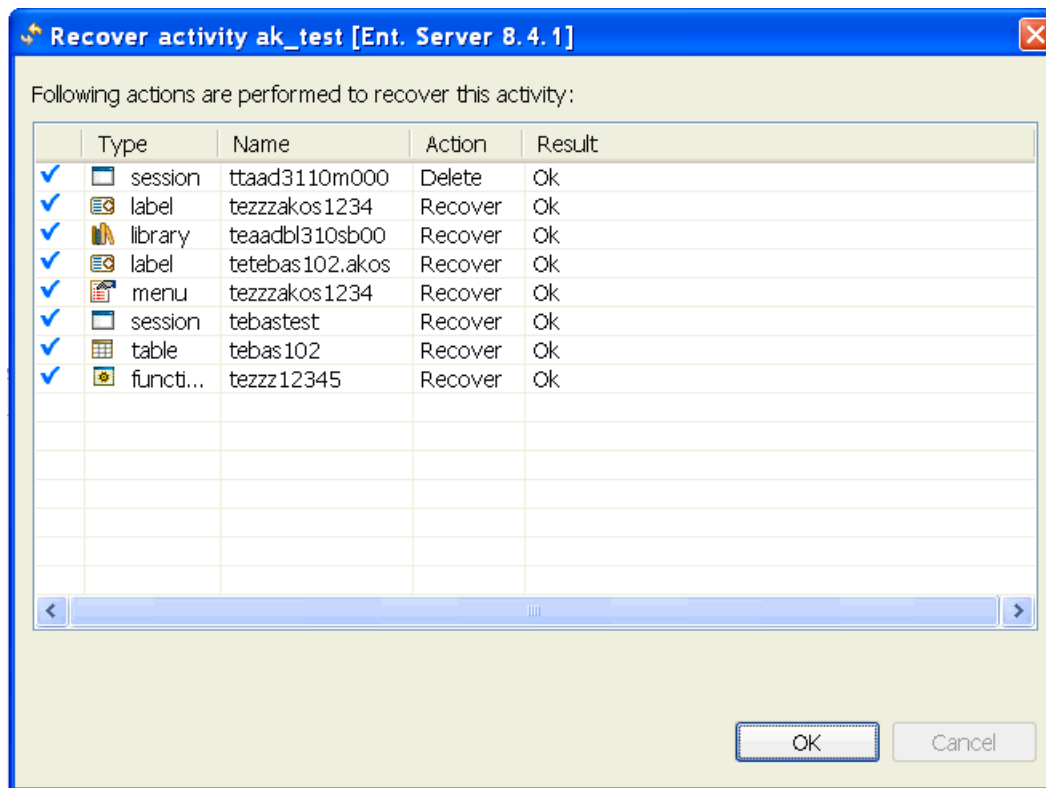 Recover activity ak_test [Ent. Server 8.4.1]
Following actions are performed to recover this activity:
Type Name Action Result
session ttaad3110m000 Delete Ok
label tezzzakos1234 Recover Ok
library teaadbl310sb00 Recover Ok
label tetebas102.akos Recover Ok
menu tezzzakos1234 Recover Ok
session tebastest Recover Ok
table tebas102 Recover Ok
functi... tezzz12345 Recover Ok
OK Cancel